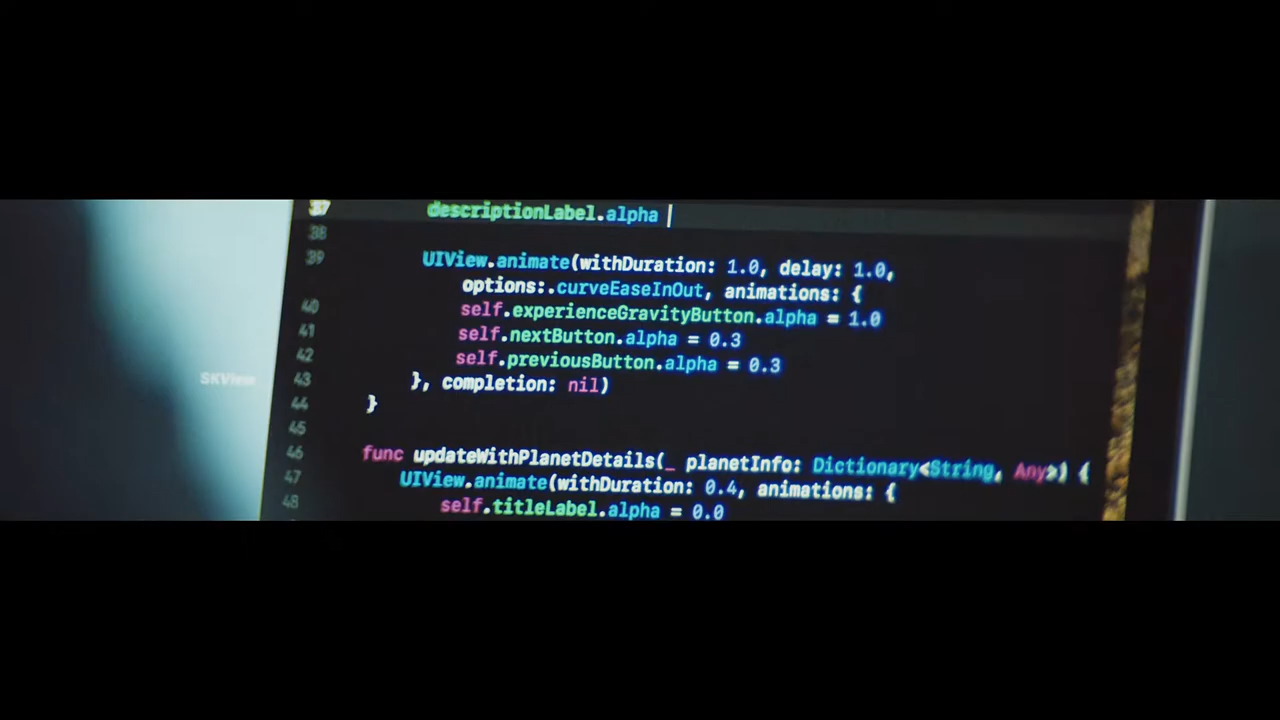 37 descriptionLabel.alpha
38
39 UIView.animate(withDuration: 1.0, delay: 1.0,
options:.curveEaseInOut, animations: {
40 self.experienceGravityButton.alpha = 1.0
41 self.nextButton.alpha = 0.3
42 self.previousButton.alpha = 0.3
43 }, completion: nil)
44 }
45
46 func updateWithPlanetDetails(_ planetInfo: Dictionary<String, Any>) {
47 UIView.animate(withDuration: 0.4, animations: {
48 self.titleLabel.alpha = 0.0
SKView